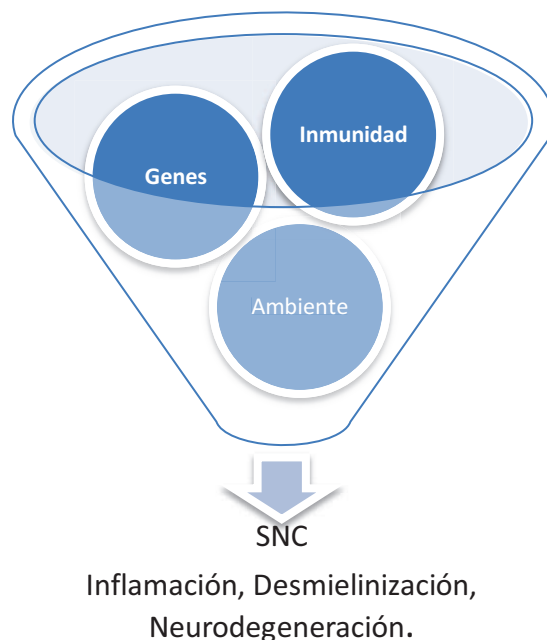 Inmunidad
Genes
Ambiente
SNC
Inflamación, Desmielinización,
Neurodegeneración.